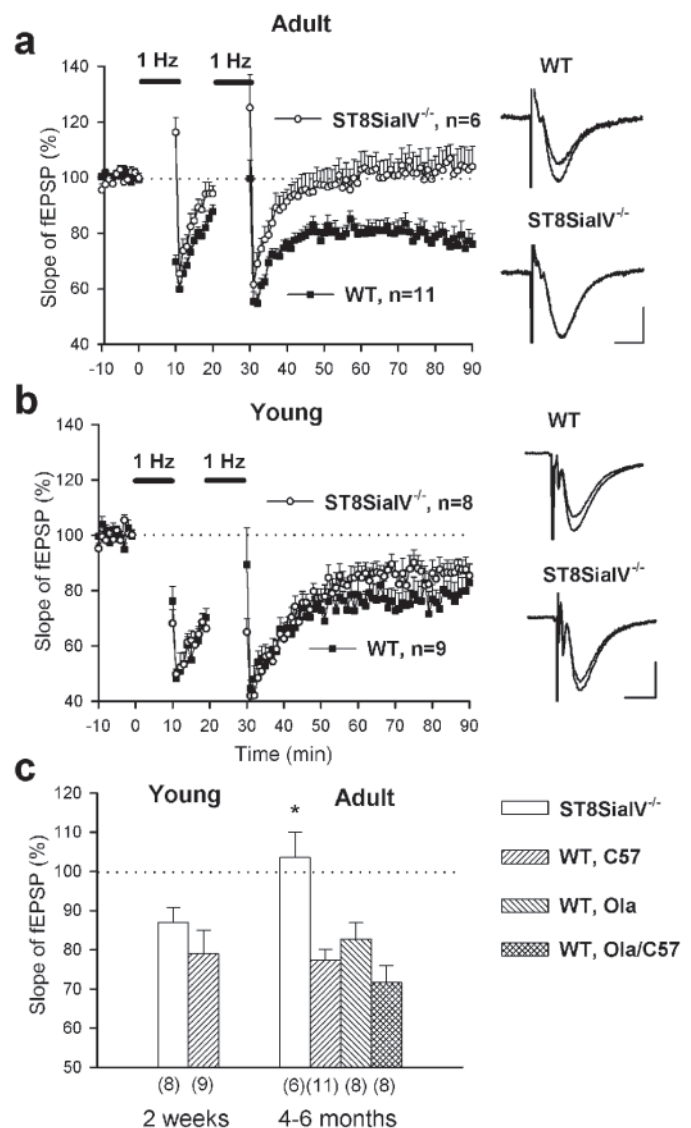 a
Adult
1 Hz 1 Hz
WT
140
120
100
80
60
40
Slope of fEPSP (%)
ST8SiaIV-/-, n=6
WT, n=11
ST8SiaIV-/-
-10 0 10 20 30 40 50 60 70 80 90
b
Young
1 Hz 1 Hz
WT
140
120
100
80
60
40
Slope of fEPSP (%)
ST8SiaIV-/-, n=8
WT, n=9
ST8SiaIV-/-
-10 0 10 20 30 40 50 60 70 80 90
Time (min)
c
Young Adult
120
110
100
90
80
70
60
50
Slope of fEPSP (%)
*
ST8SiaIV-/-
WT, C57
WT, Ola
WT, Ola/C57
(8) (9) (6) (11) (8) (8)
2 weeks 4-6 months